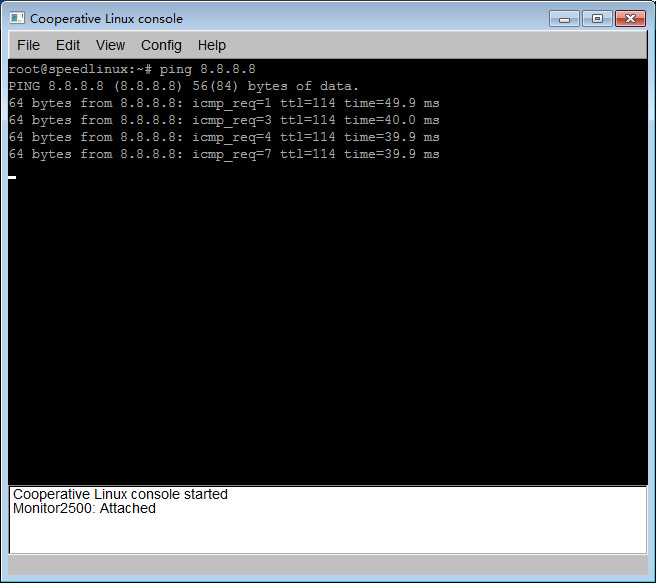 Cooperative Linux console
File Edit View Config Help
root@speedlinux:~# ping 8.8.8.8
PING 8.8.8.8 (8.8.8.8) 56(84) bytes of data.
64 bytes from 8.8.8.8: icmp_req=1 ttl=114 time=49.9 ms
64 bytes from 8.8.8.8: icmp_req=3 ttl=114 time=40.0 ms
64 bytes from 8.8.8.8: icmp_req=4 ttl=114 time=39.9 ms
64 bytes from 8.8.8.8: icmp_req=7 ttl=114 time=39.9 ms
Cooperative Linux console started
Monitor2500: Attached